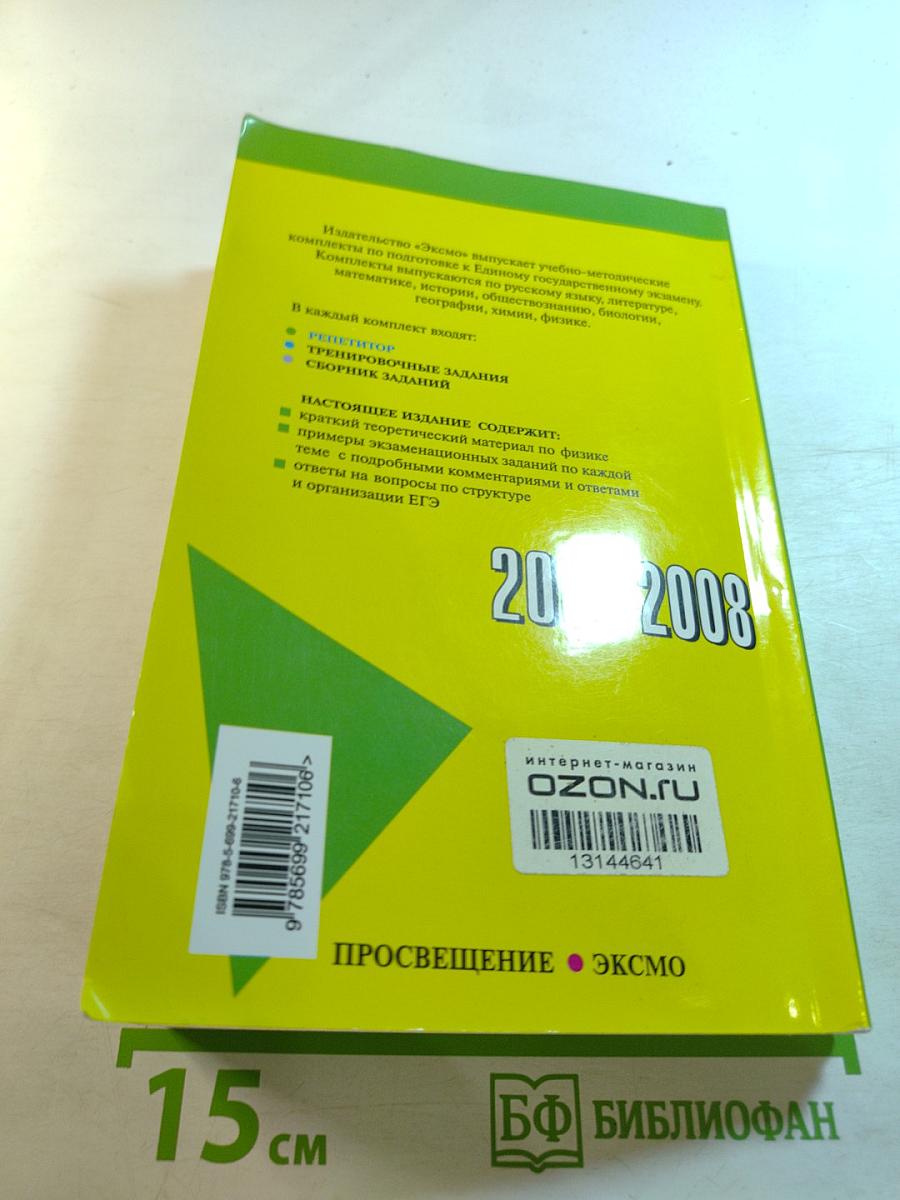 Издательство «Эксмо» выпускает учебно-методические
комплекты по подготовке к Единому государственному экзамену.
Комплекты выпускаются по русскому языку, литературе,
математике, истории, обществознанию, биологии,
географии, химии, физике.
В каждый комплект входят:
РЕПЕТИТОР
ТРЕНИРОВОЧНЫЕ ЗАДАНИЯ
СБОРНИК ЗАДАНИЙ
НАСТОЯЩЕЕ ИЗДАНИЕ СОДЕРЖИТ:
краткий теоретический материал по физике
примеры экзаменационных заданий по каждой
теме с подробными комментариями и ответами
ответы на вопросы по структуре
и организации ЕГЭ
2008
ISBN 978-5-699-21710-6
9 785699 217106 >
интернет-магазин
OZON.ru
13144641
ПРОСВЕЩЕНИЕ • ЭКСМО
15 см
БФ БИБЛИОФАН